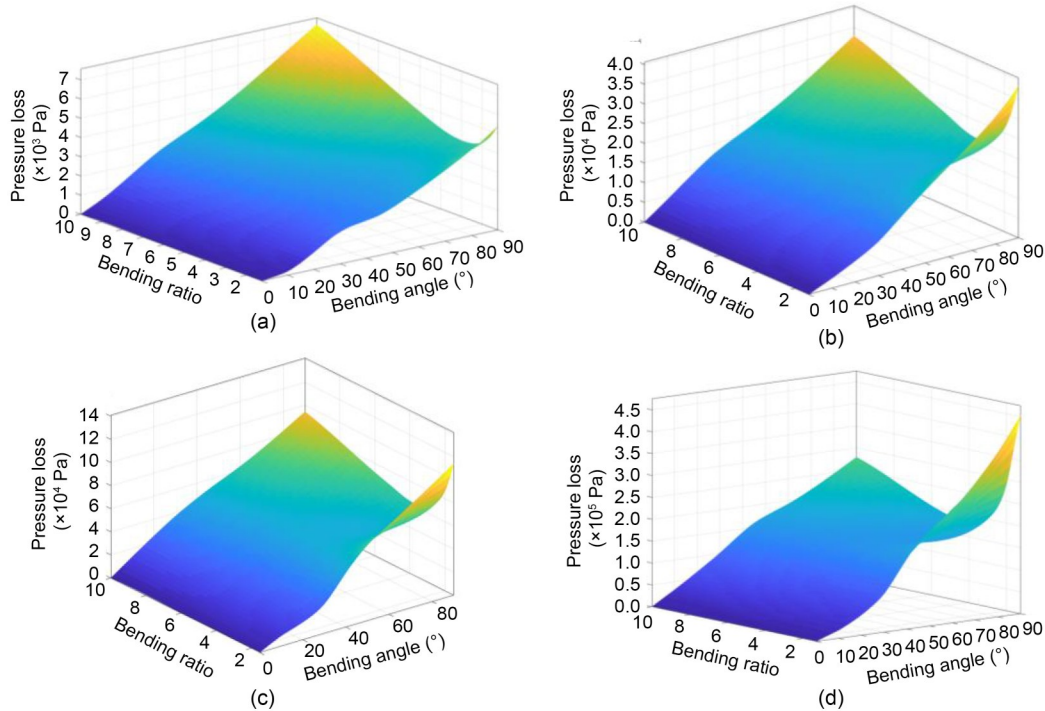 Pressure loss
(×10³ Pa)
7
6
5
4
3
2
1
0
10 9 8 7 6 5 4 3 2
Bending ratio
0 10 20 30 40 50 60 70 80 90
Bending angle (°)
(a)
Pressure loss
(×10⁴ Pa)
4.0
3.5
3.0
2.5
2.0
1.5
1.0
0.5
0.0
10 8 6 4 2
Bending ratio
0 10 20 30 40 50 60 70 80 90
Bending angle (°)
(b)
Pressure loss
(×10⁴ Pa)
14
12
10
8
6
4
2
0
10 8 6 4 2
Bending ratio
0 20 40 60 80
Bending angle (°)
(c)
Pressure loss
(×10⁵ Pa)
4.5
4.0
3.5
3.0
2.5
2.0
1.5
1.0
0.5
0.0
10 8 6 4 2
Bending ratio
0 10 20 30 40 50 60 70 80 90
Bending angle (°)
(d)